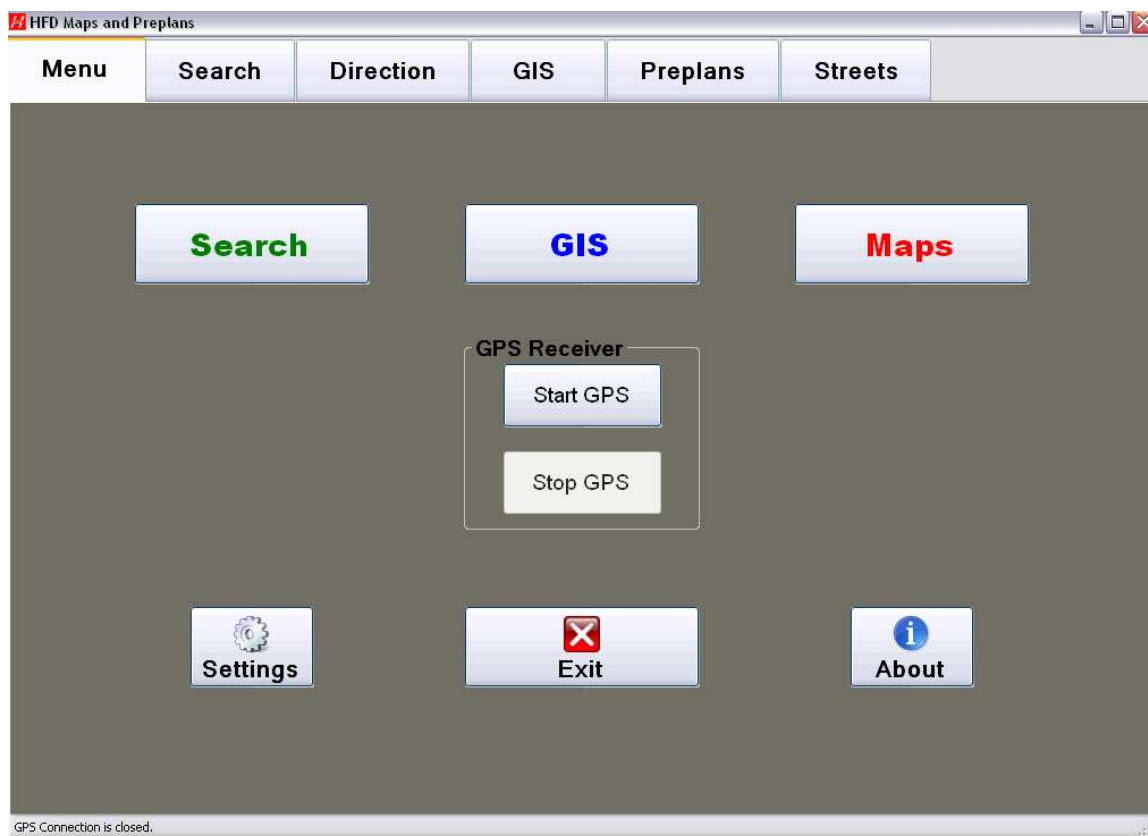 HFD Maps and Preplans
Menu Search Direction GIS Preplans Streets
Search GIS Maps
GPS Receiver
Start GPS
Stop GPS
Settings Exit About
GPS Connection is closed.